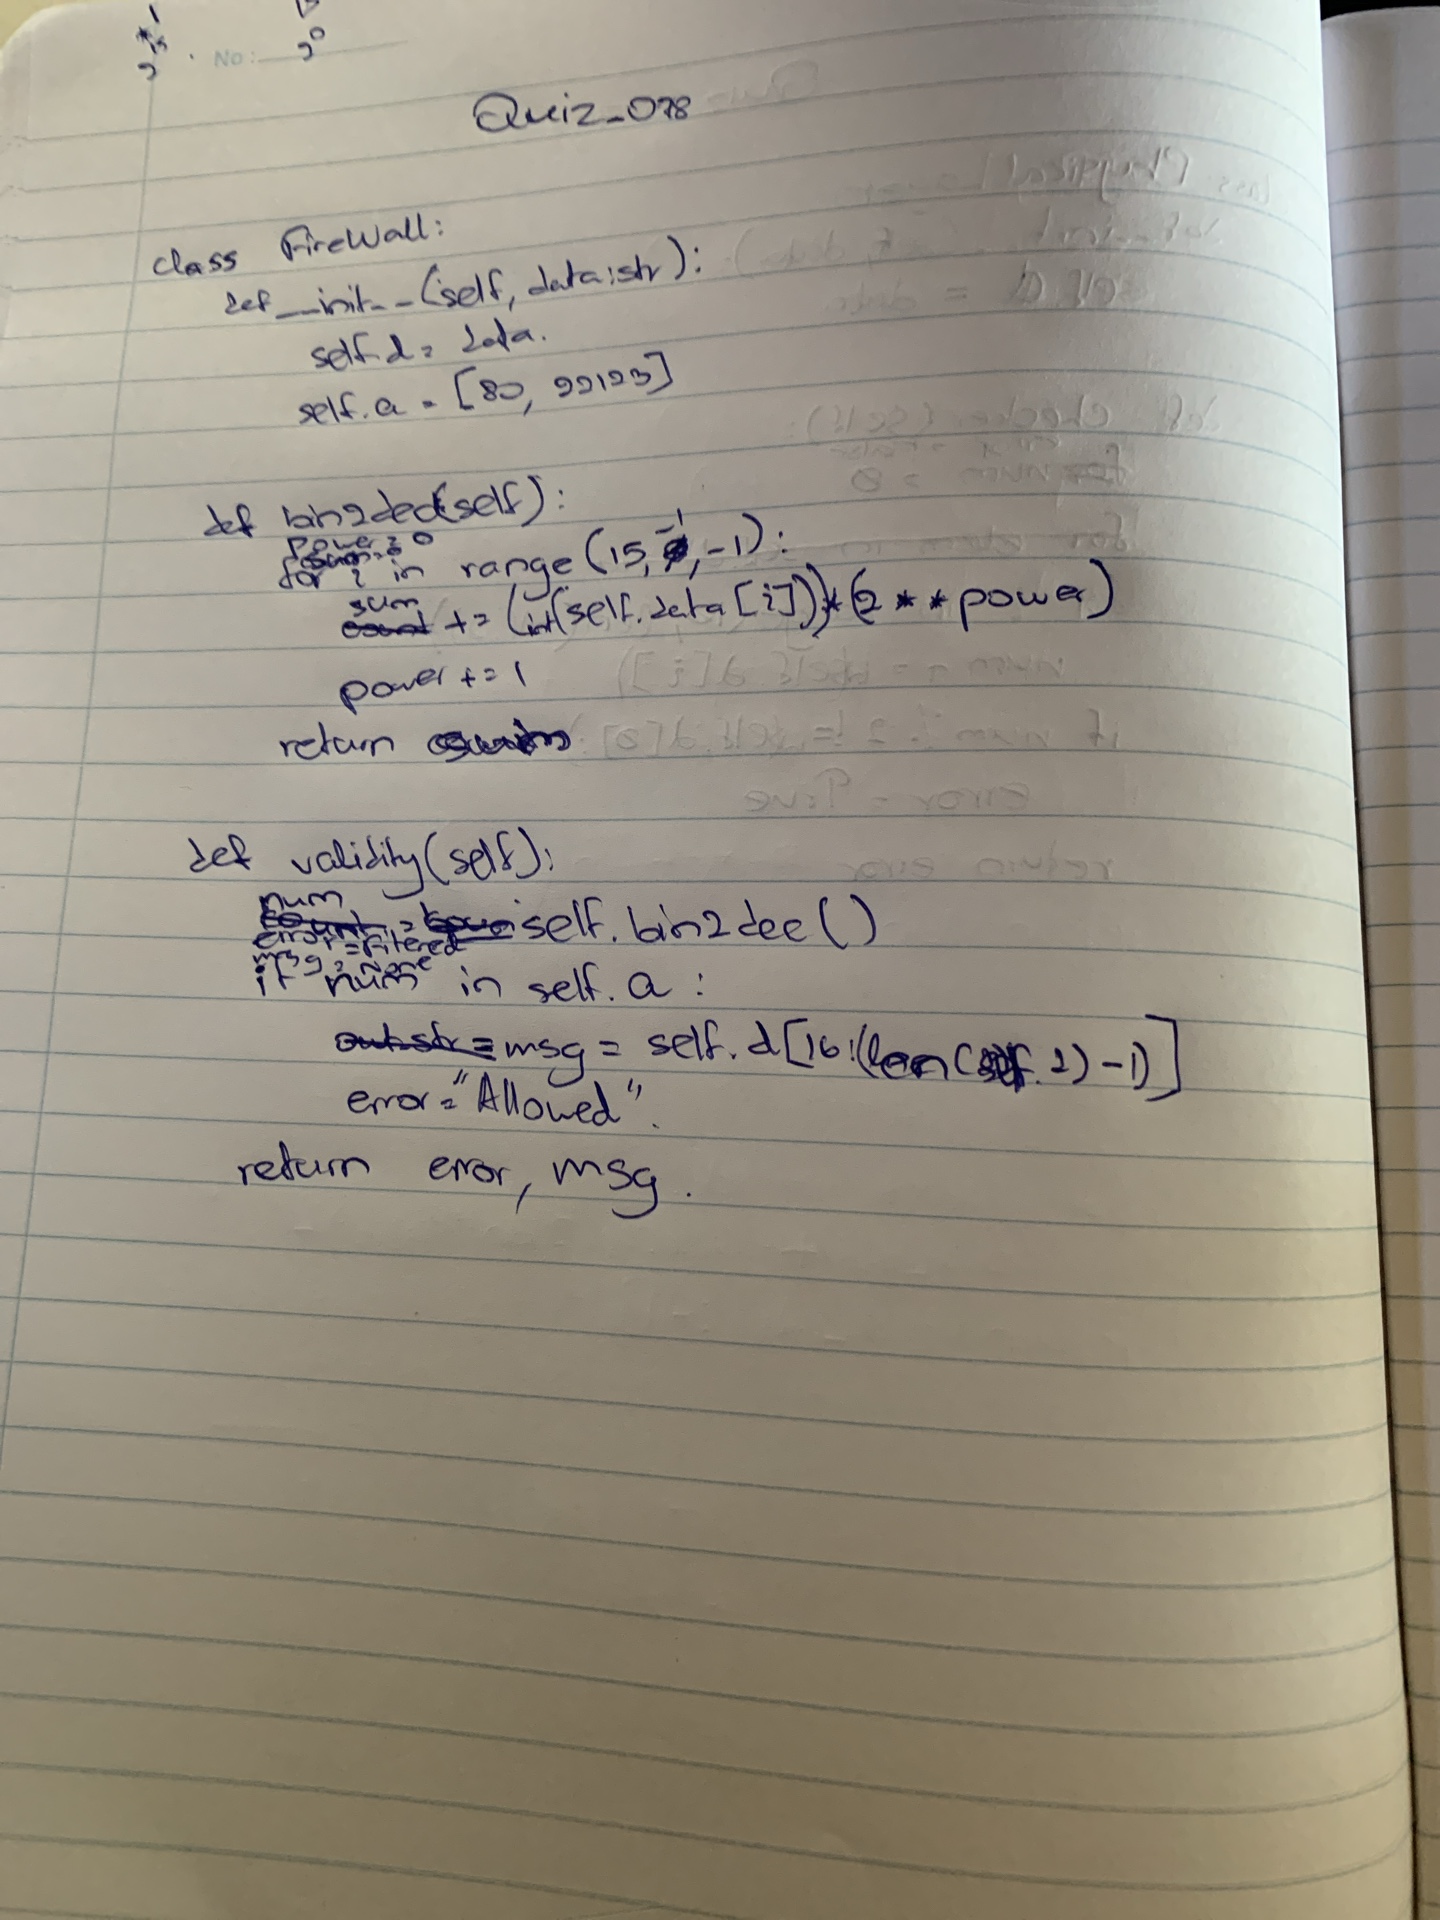 No:
2⁰
Quiz_078
class FireWall:
def __init__(self, data:str):
self.d = data.
self.a = [80, 22123]
def bin2dec(self):
power = 0
sum = 0
for i in range(15, -1, -1):
sum += (int(self.data[i]))*(2 ** power)
power += 1
return sum
def validity(self):
num = self.bin2dec()
error = Filtered
msg = None
if num in self.a :
msg = self.d[16:(len(self.d)-1)]
error = "Allowed".
return error, msg.